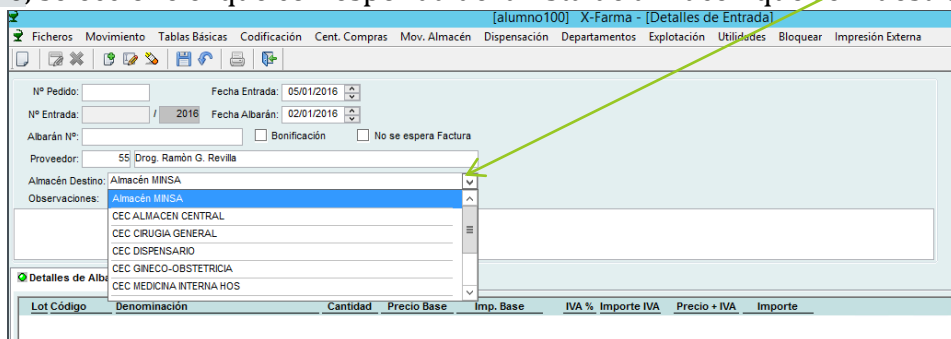 [alumno100] X-Farma - [Detalles de Entrada]
Ficheros Movimiento Tablas Básicas Codificación Cent. Compras Mov. Almacén Dispensación Departamentos Explotación Utilidades Bloquear Impresión Externa
Nº Pedido: Fecha Entrada: 05/01/2016
Nº Entrada: / 2016 Fecha Albarán: 02/01/2016
Albarán Nº: Bonificación No se espera Factura
Proveedor: 55 Drog. Ramòn G. Revilla
Almacén Destino: Almacén MINSA
Observaciones: Almacén MINSA
CEC ALMACEN CENTRAL
CEC CIRUGIA GENERAL
CEC DISPENSARIO
CEC GINECO-OBSTETRICIA
Detalles de Alba CEC MEDICINA INTERNA HOS
Lot Código Denominación Cantidad Precio Base Imp. Base IVA % Importe IVA Precio + IVA Importe